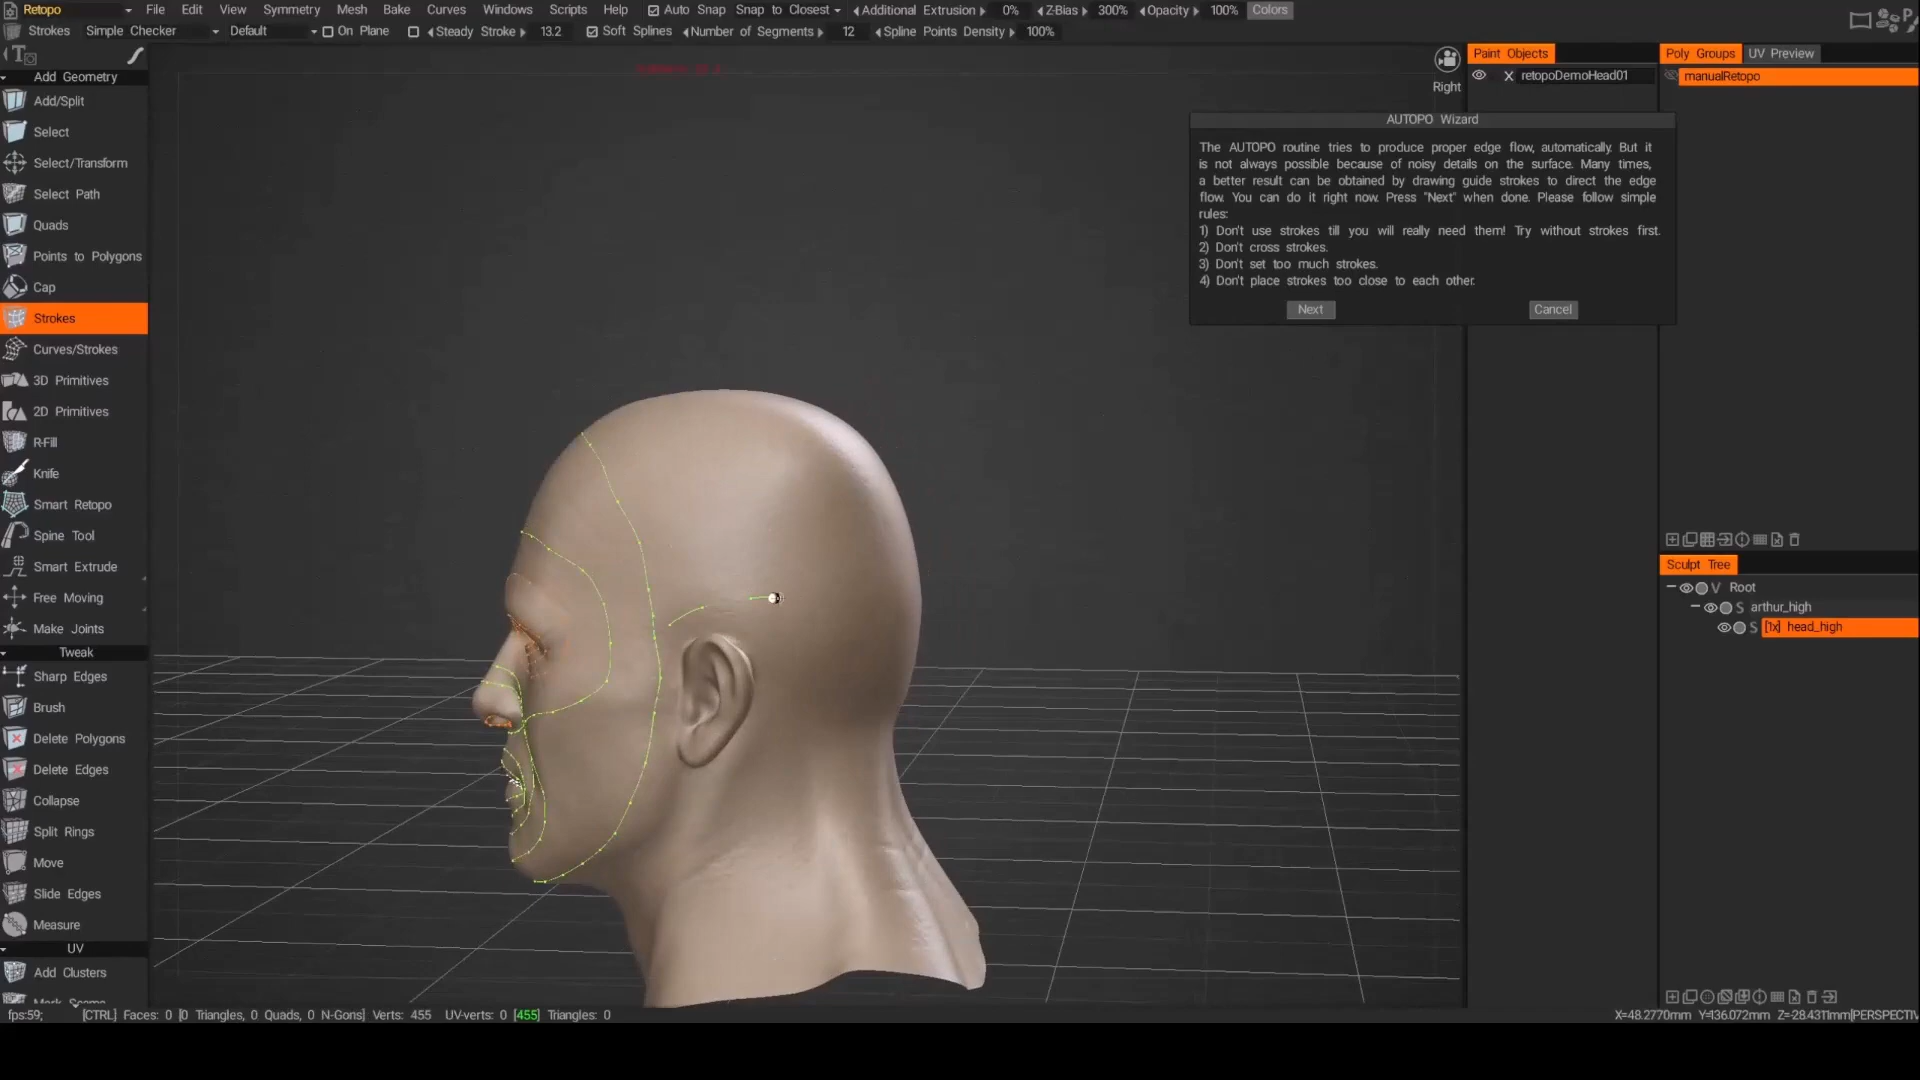 Retopo File Edit View Symmetry Mesh Bake Curves Windows Scripts Help Auto Snap Snap to Closest Additional Extrusion 0% Z-Bias 300% Opacity 100% Colors
Strokes Simple Checker Default On Plane Steady Stroke 13.2 Soft Splines Number of Segments 12 Spline Points Density 100%
Add Geometry
Add/Split
Select
Select/Transform
Select Path
Quads
Points to Polygons
Cap
Strokes
Curves/Strokes
3D Primitives
2D Primitives
R-Fill
Knife
Smart Retopo
Spine Tool
Smart Extrude
Free Moving
Make Joints
Tweak
Sharp Edges
Brush
Delete Polygons
Delete Edges
Collapse
Split Rings
Move
Slide Edges
Measure
UV
Add Clusters
Right
AUTOPO Wizard
The AUTOPO routine tries to produce proper edge flow, automatically. But it
is not always possible because of noisy details on the surface. Many times,
a better result can be obtained by drawing guide strokes to direct the edge
flow. You can do it right now. Press "Next" when done. Please follow simple
rules:
1) Don't use strokes till you will really need them! Try without strokes first.
2) Don't cross strokes.
3) Don't set too much strokes.
4) Don't place strokes too close to each other.
Next Cancel
Paint Objects
X retopoDemoHead01
Poly Groups UV Preview
manualRetopo
Sculpt Tree
V Root
S arthur_high
S [1x] head_high
fps:59; [CTRL] Faces: 0 [0 Triangles, 0 Quads, 0 N-Gons] Verts: 455 UV-verts: 0 [455] Triangles: 0
X=48.2770mm Y=136.072mm Z=-28.4311mm[PERSPECTIV